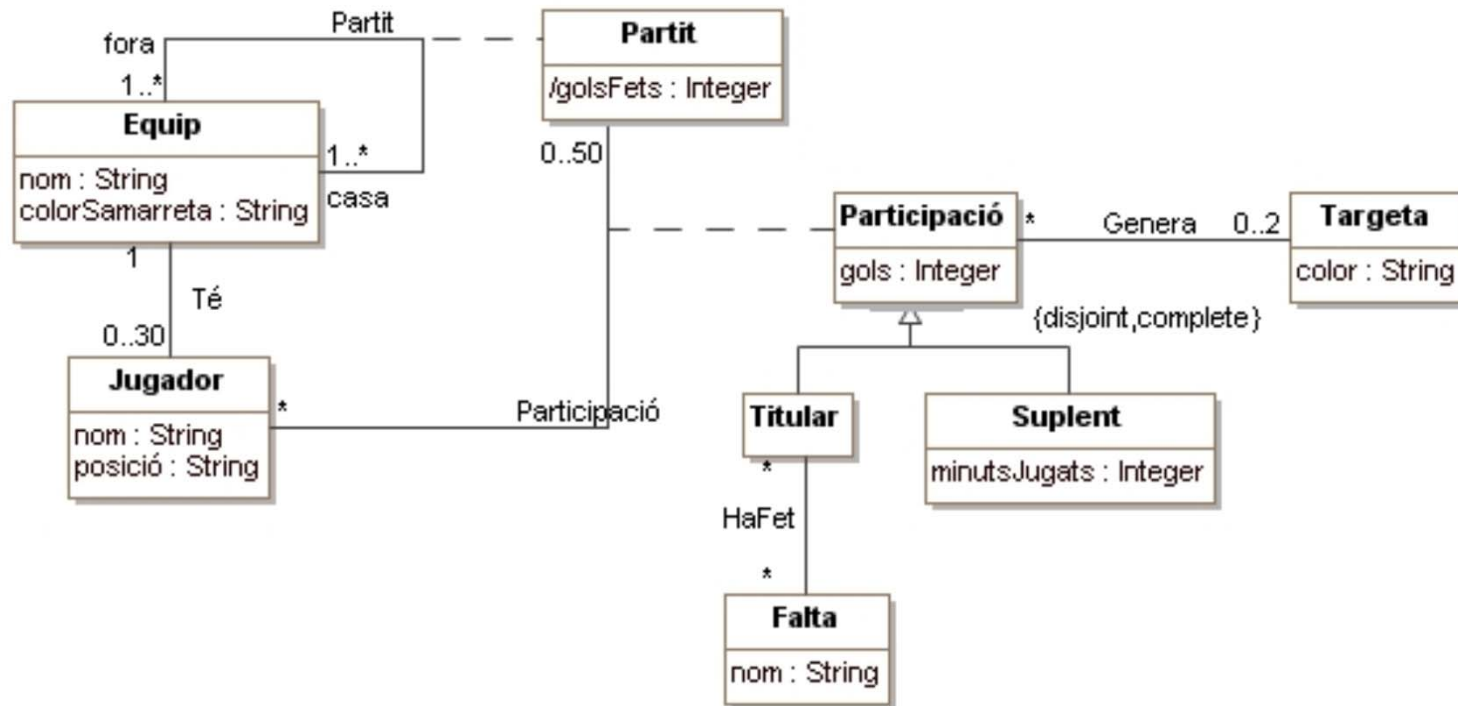 Partit
fora
1..*
Equip
nom : String
colorSamarreta : String
1..*
casa
Partit
/golsFets : Integer
0..50
1
Té
0..30
Jugador
nom : String
posició : String
*
Participació
Participació
gols : Integer
*
Genera
0..2
Targeta
color : String
{disjoint,complete}
Titular
Suplent
minutsJugats : Integer
*
HaFet
*
Falta
nom : String